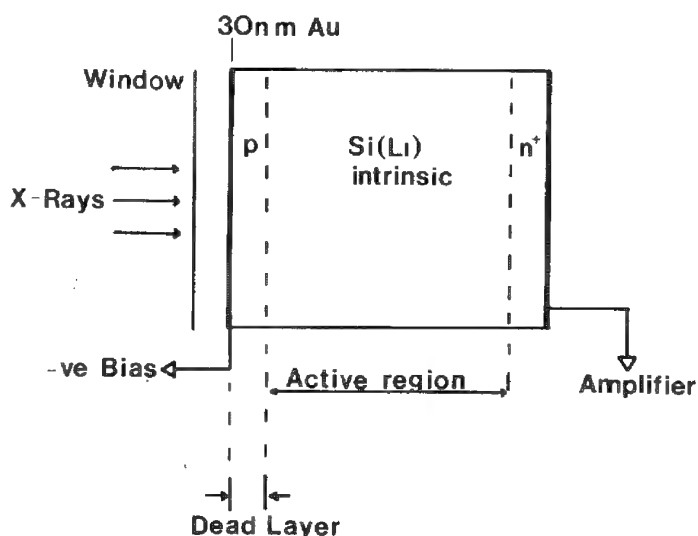 30nm Au
Window
p
Si(Li)
n+
intrinsic
X-Rays
-ve Bias
Active region
Amplifier
Dead Layer